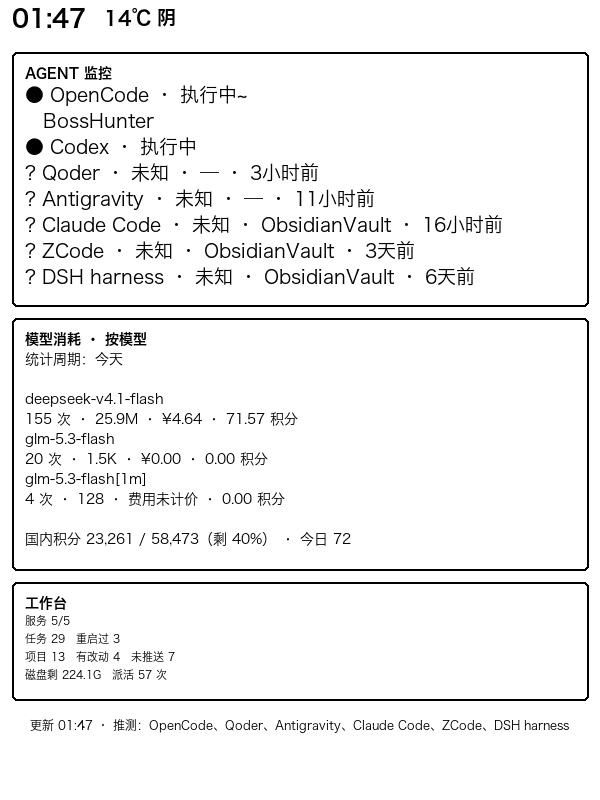 01:47 14℃ 阴
AGENT 监控
● OpenCode · 执行中~
BossHunter
● Codex · 执行中
? Qoder · 未知 · — · 3小时前
? Antigravity · 未知 · — · 11小时前
? Claude Code · 未知 · ObsidianVault · 16小时前
? ZCode · 未知 · ObsidianVault · 3天前
? DSH harness · 未知 · ObsidianVault · 6天前
模型消耗 · 按模型
统计周期：今天
deepseek-v4.1-flash
155 次 · 25.9M · ¥4.64 · 71.57 积分
glm-5.3-flash
20 次 · 1.5K · ¥0.00 · 0.00 积分
glm-5.3-flash[1m]
4 次 · 128 · 费用未计价 · 0.00 积分
国内积分 23,261 / 58,473（剩 40%） · 今日 72
工作台
服务 5/5
任务 29 重启过 3
项目 13 有改动 4 未推送 7
磁盘剩 224.1G 派活 57 次
更新 01:47 · 推测：OpenCode、Qoder、Antigravity、Claude Code、ZCode、DSH harness